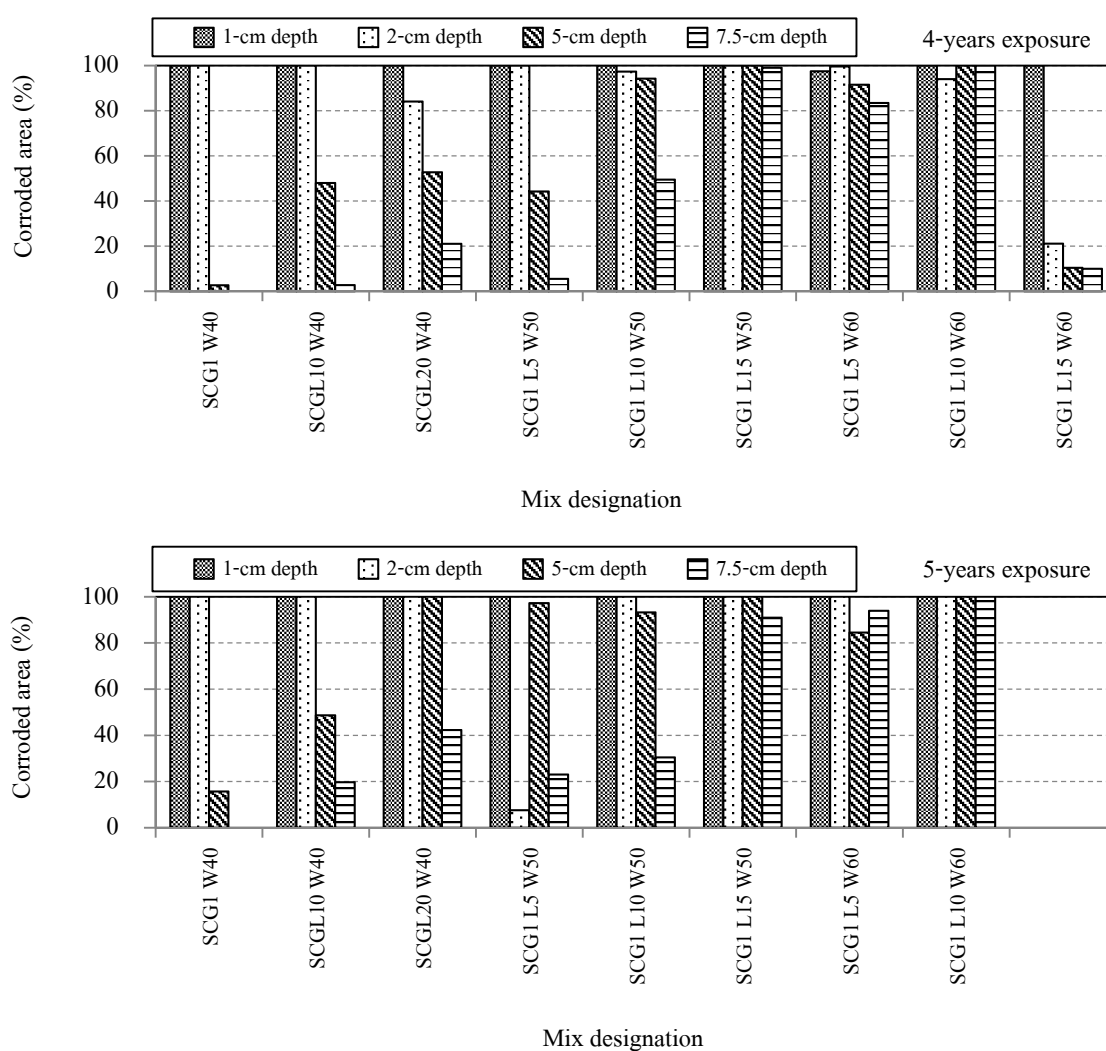 1-cm depth 2-cm depth 5-cm depth 7.5-cm depth 4-years exposure
Corroded area (%)
100
80
60
40
20
0
SCG1 W40
SCGL10 W40
SCGL20 W40
SCG1 L5 W50
SCG1 L10 W50
SCG1 L15 W50
SCG1 L5 W60
SCG1 L10 W60
SCG1 L15 W60
Mix designation
1-cm depth 2-cm depth 5-cm depth 7.5-cm depth 5-years exposure
Corroded area (%)
100
80
60
40
20
0
SCG1 W40
SCGL10 W40
SCGL20 W40
SCG1 L5 W50
SCG1 L10 W50
SCG1 L15 W50
SCG1 L5 W60
SCG1 L10 W60
Mix designation